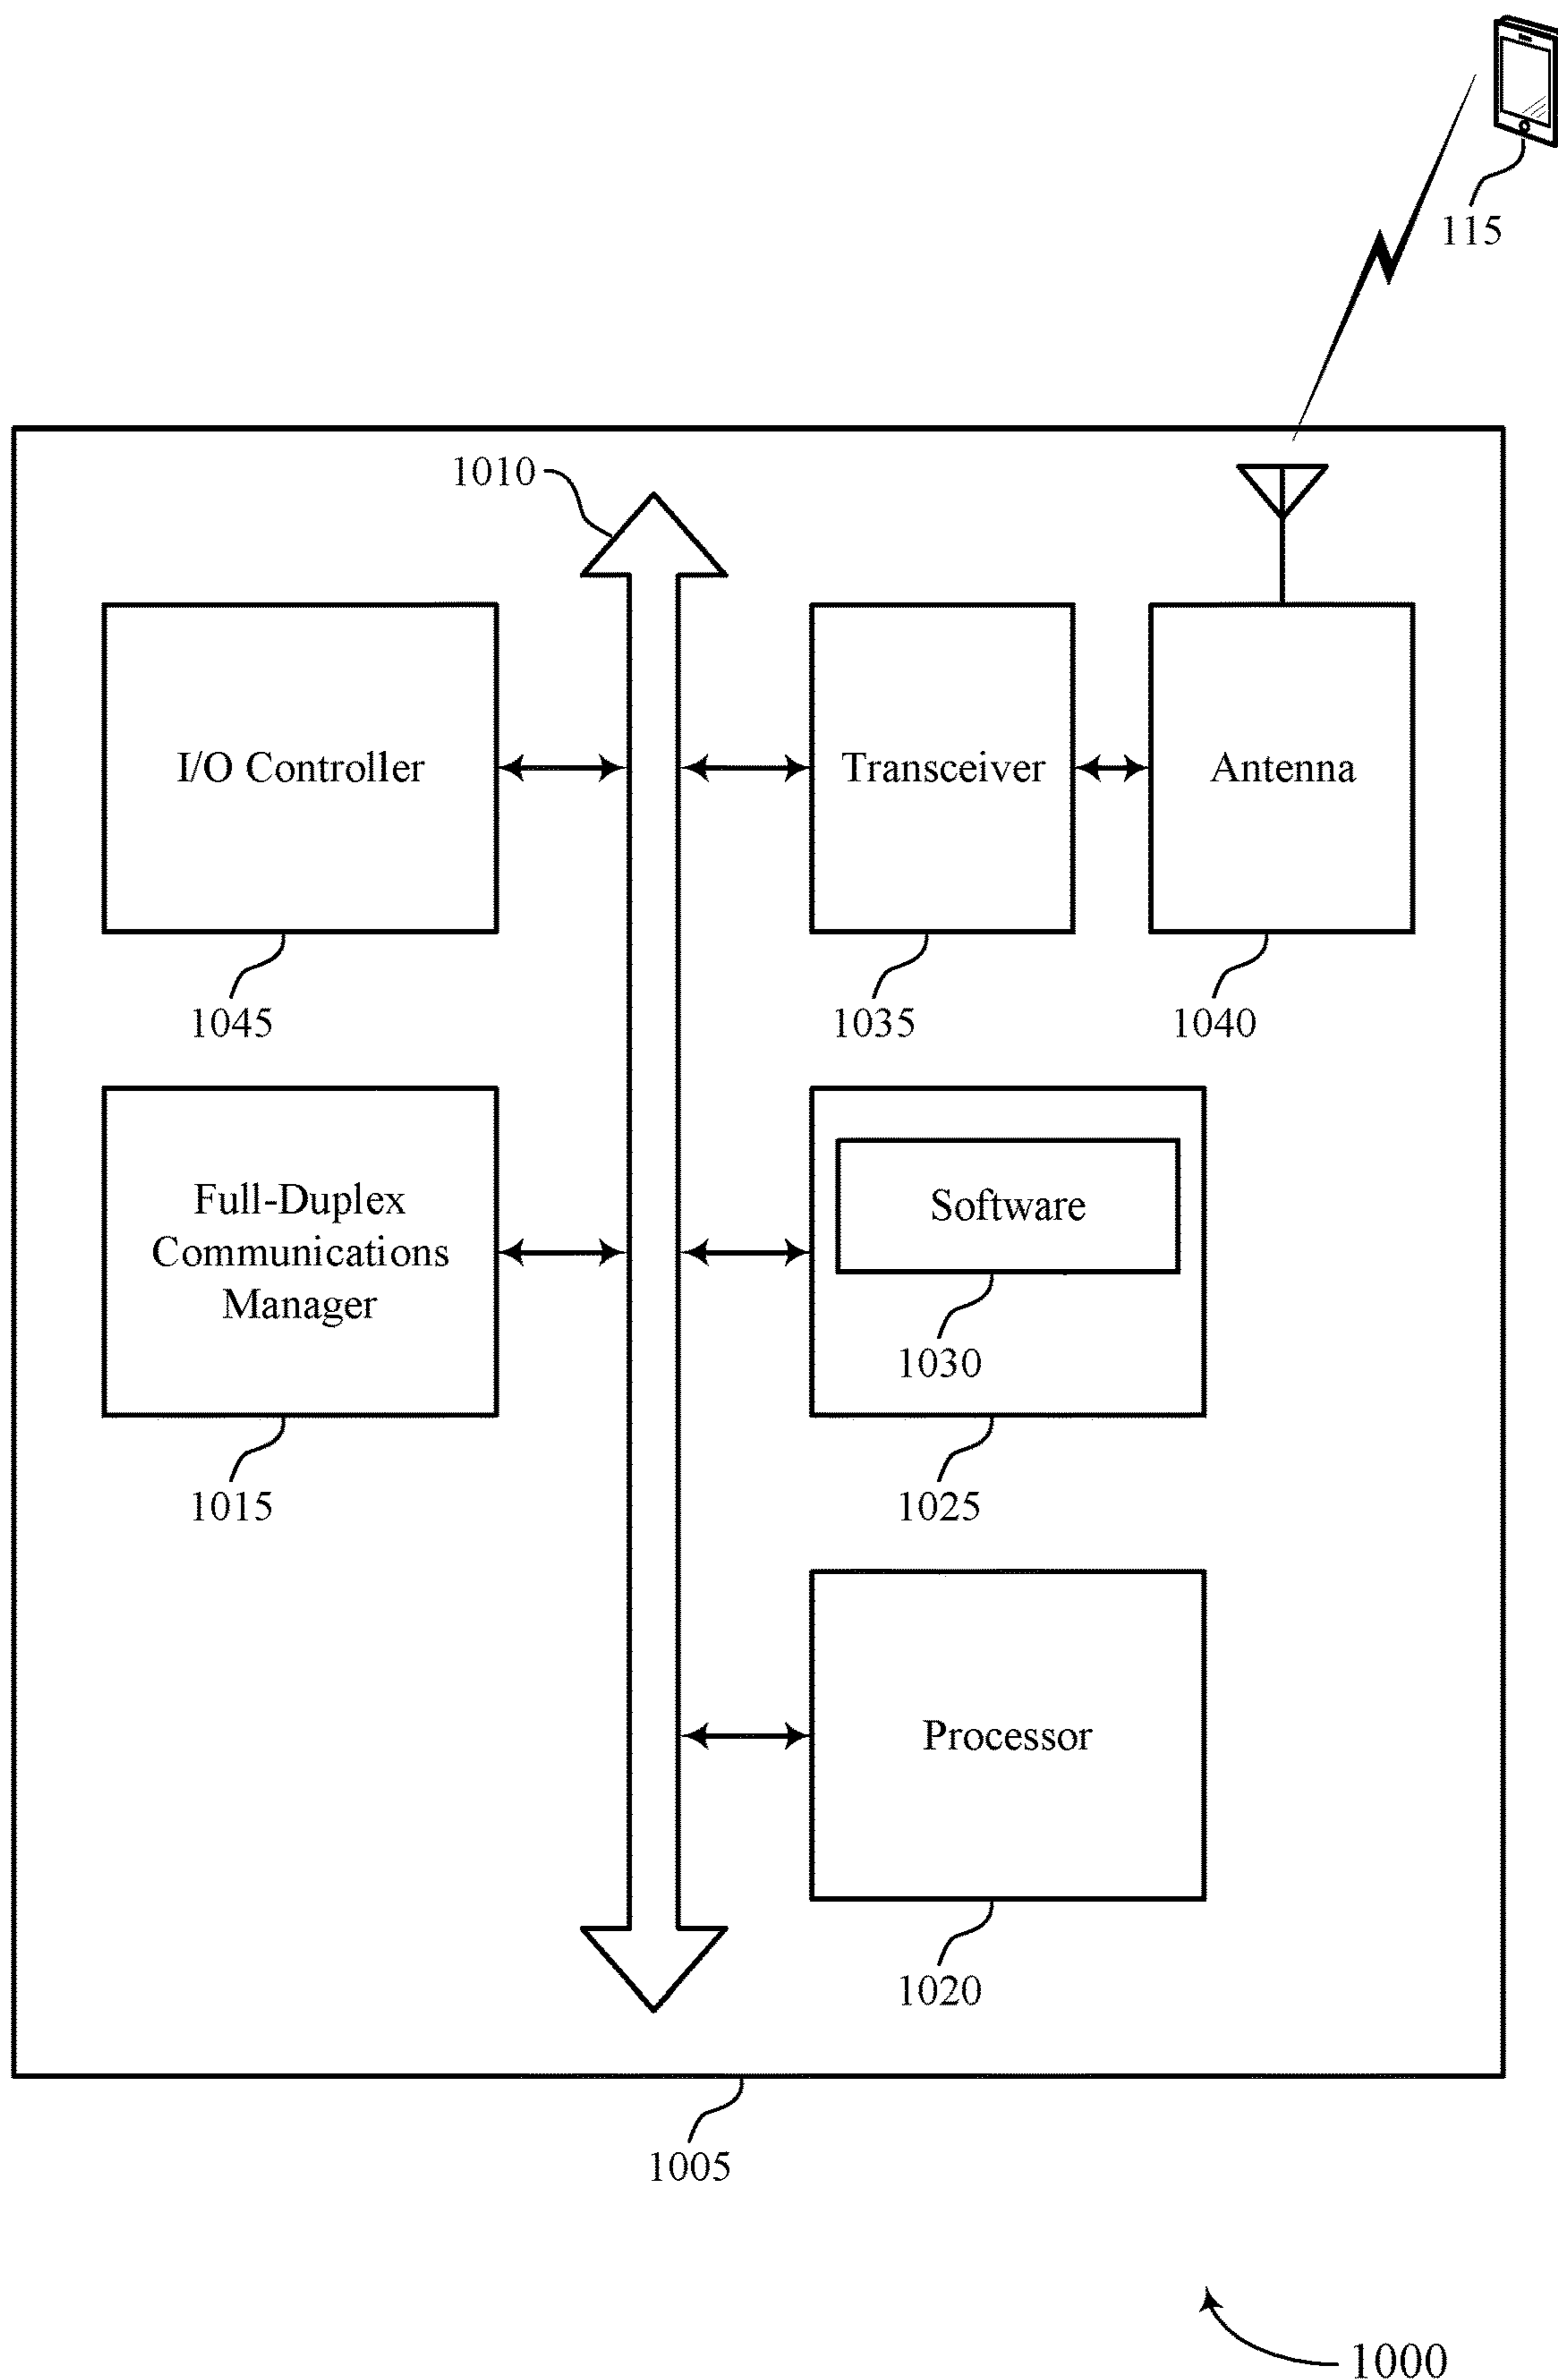 115
1010
I/O Controller
Transceiver
Antenna
1045
1035
1040
Full-Duplex
Communications
Manager
Software
1030
1015
1025
Processor
1020
1005
1000